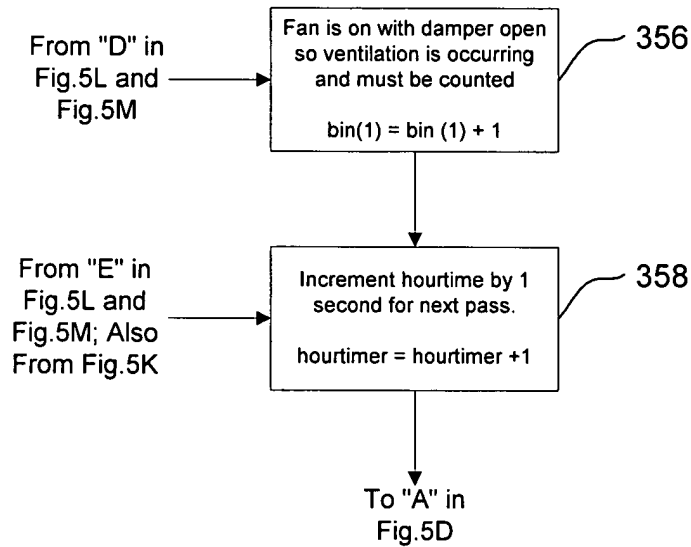 From "D" in
Fig.5L and
Fig.5M
Fan is on with damper open
so ventilation is occurring
and must be counted
bin(1) = bin (1) + 1
356
From "E" in
Fig.5L and
Fig.5M; Also
From Fig.5K
Increment hourtime by 1
second for next pass.
hourtimer = hourtimer +1
358
To "A" in
Fig.5D